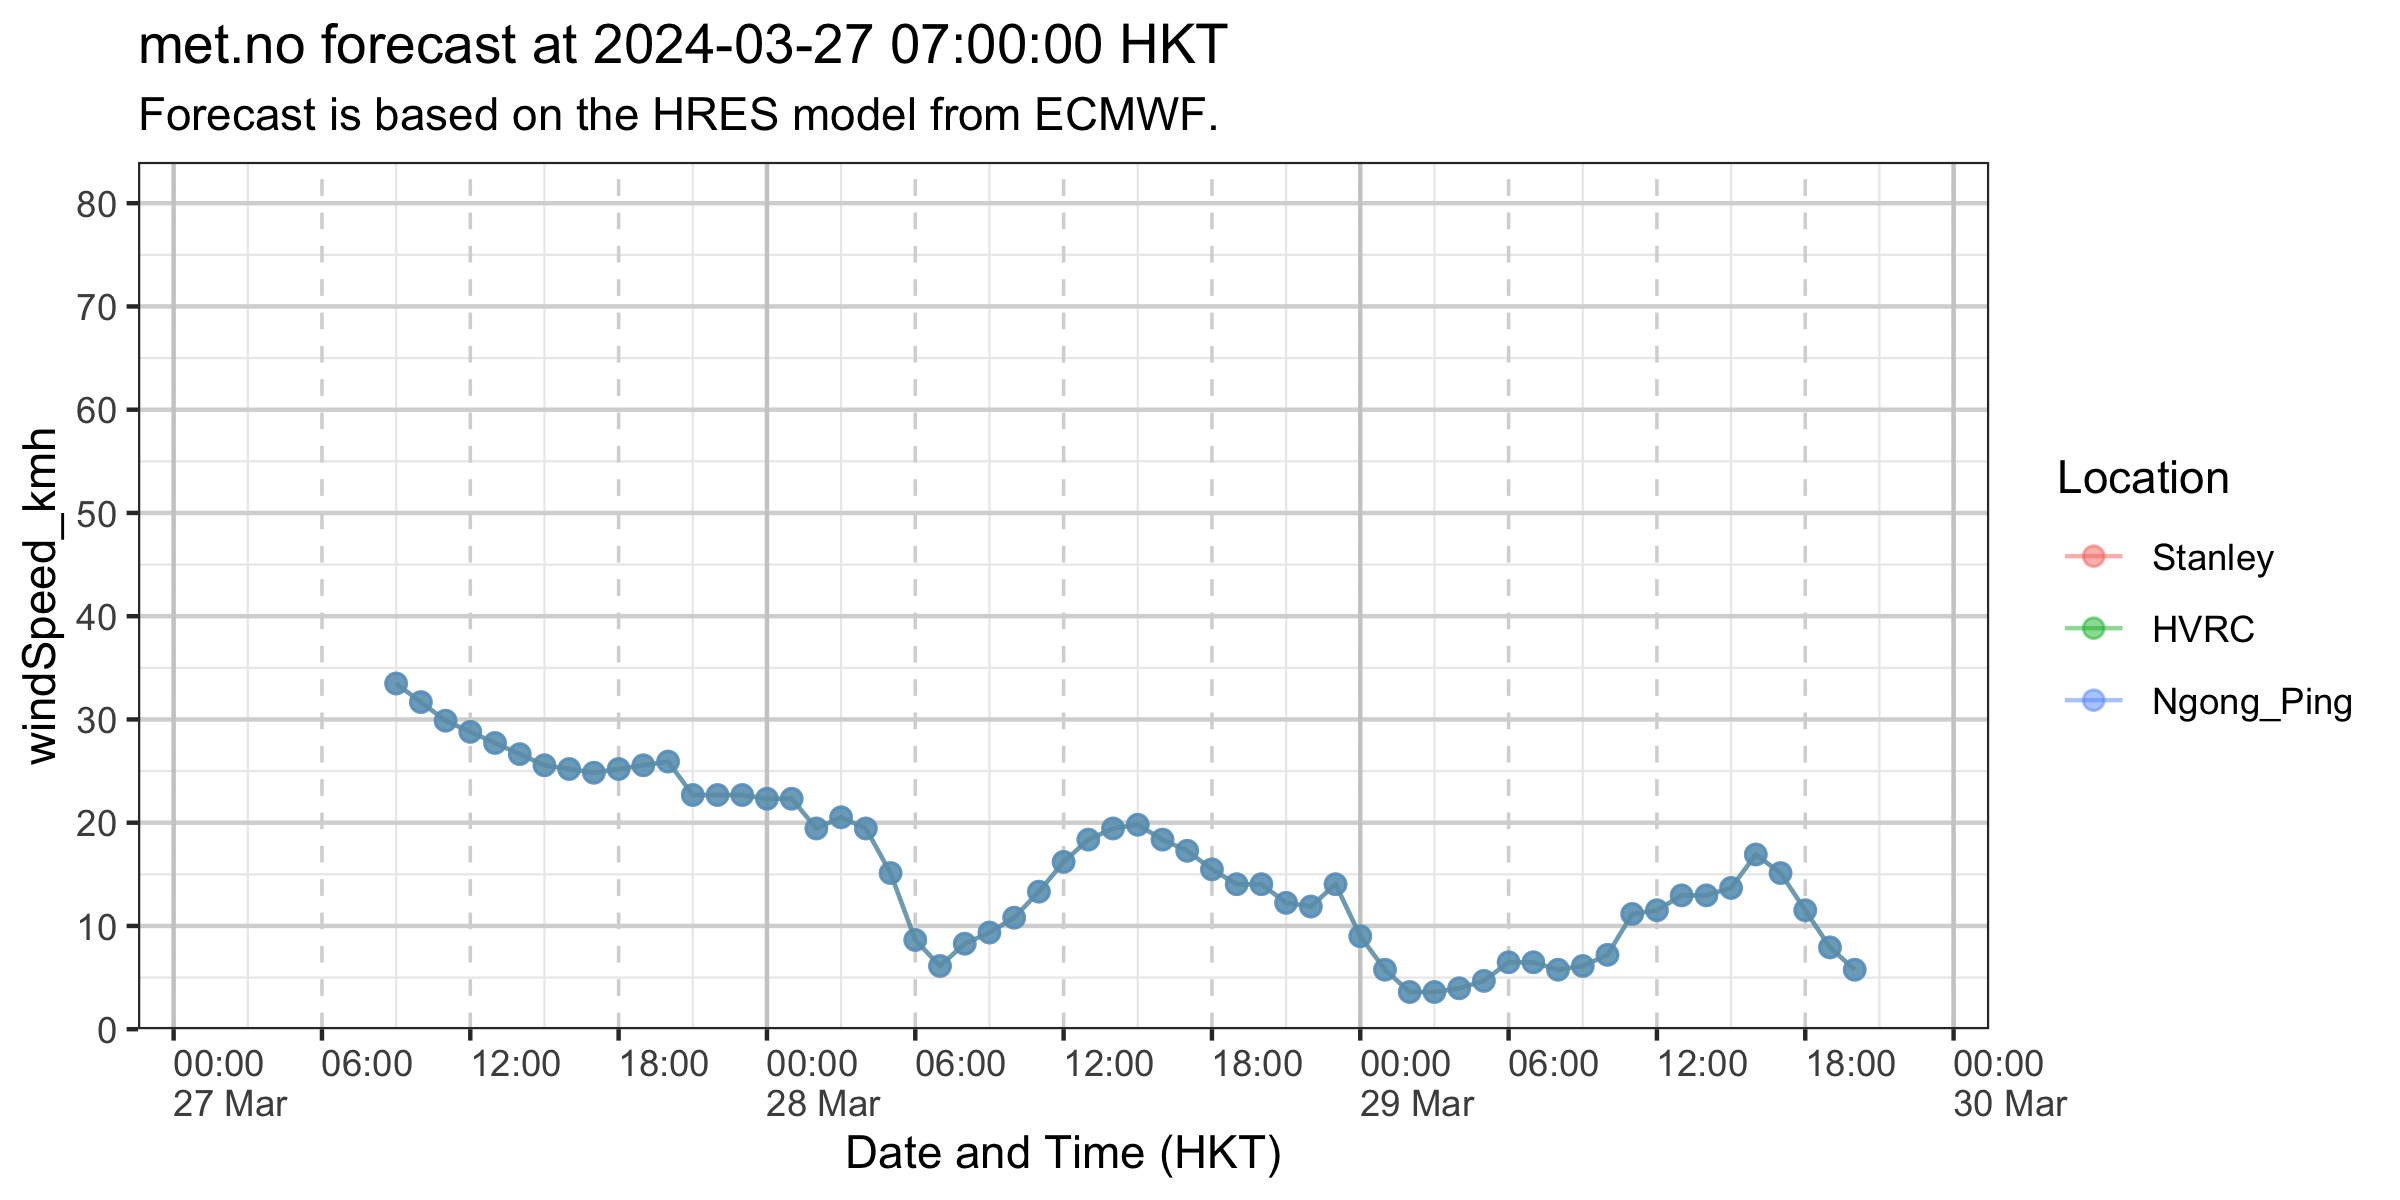 met.no forecast at 2024-03-27 07:00:00 HKT
Forecast is based on the HRES model from ECMWF.
windSpeed_kmh
80
70
60
50
40
30
20
10
0
00:00 06:00 12:00 18:00 00:00 06:00 12:00 18:00 00:00 06:00 12:00 18:00 00:00
27 Mar 28 Mar 29 Mar 30 Mar
Date and Time (HKT)
Location
Stanley
HVRC
Ngong_Ping